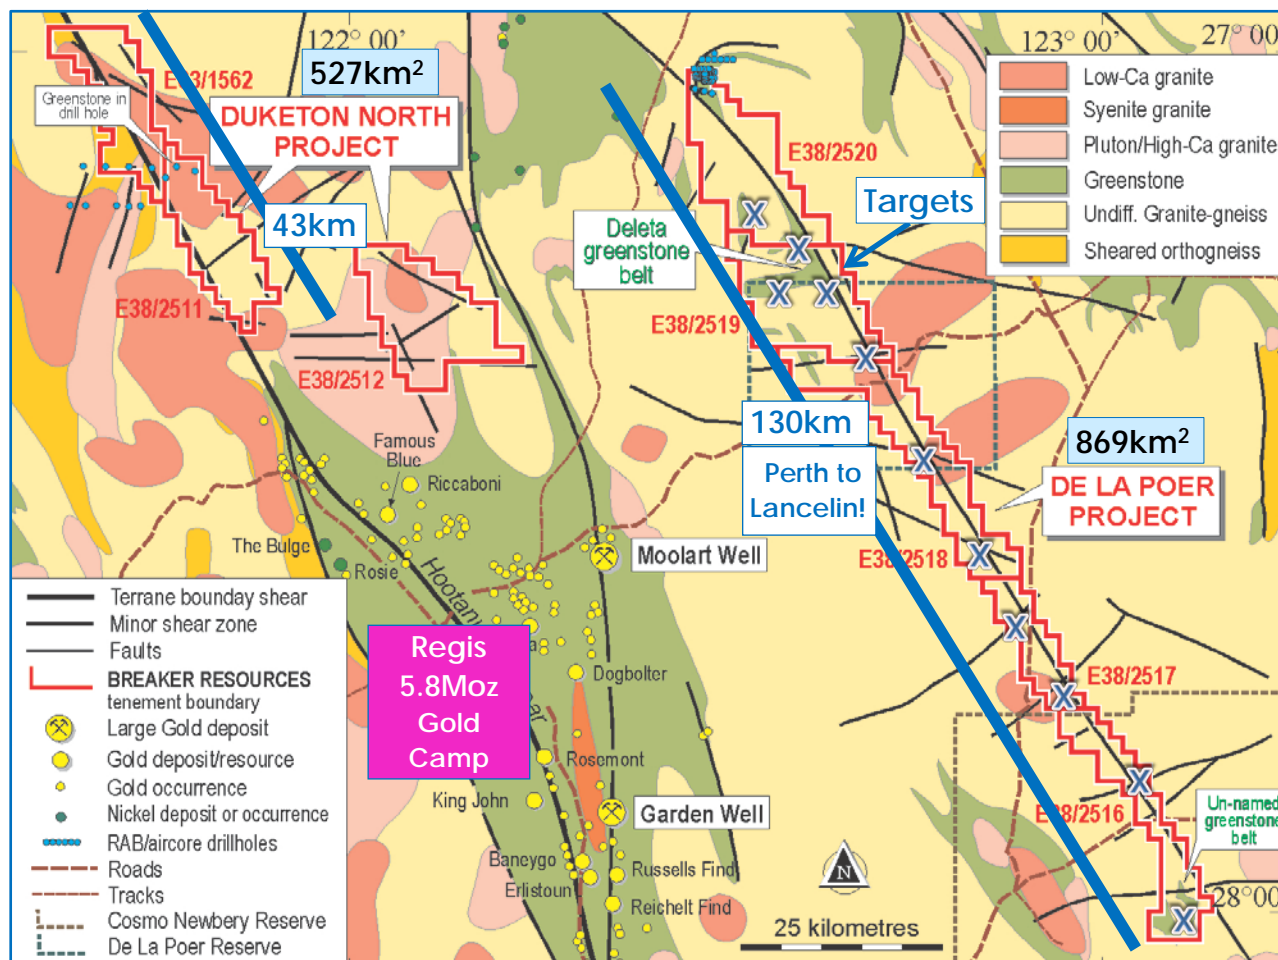 122° 00'
123° 00'
27° 00
E
3/1562
527km²
Greenstone in
drill hole
DUKETON NORTH
PROJECT
43km
E38/2511
E38/2512
E38/2520
Targets
Deleta
greenstone
belt
E38/2519
130km
Perth to
Lancelin!
869km²
DE LA POER
PROJECT
E38/2518
E38/2517
E38/2516
Un-named
greenstone
belt
28° 00
Low-Ca granite
Syenite granite
Pluton/High-Ca granite
Greenstone
Undiff. Granite-gneiss
Sheared orthogneiss
Famous
Blue
Riccaboni
The Bulge
Rosie
Moolart Well
Regis
5.8Moz
Gold
Camp
Dogbolter
Rosemont
King John
Garden Well
Baneygo
Erlistoun
Russells Find
Reichelt Find
N
25 kilometres
Terrane bounday shear
Minor shear zone
Faults
BREAKER RESOURCES
tenement boundary
Large Gold deposit
Gold deposit/resource
Gold occurrence
Nickel deposit or occurrence
RAB/aircore drillholes
Roads
Tracks
Cosmo Newbery Reserve
De La Poer Reserve
X
X
X
X
X
X
X
X
X
X
X